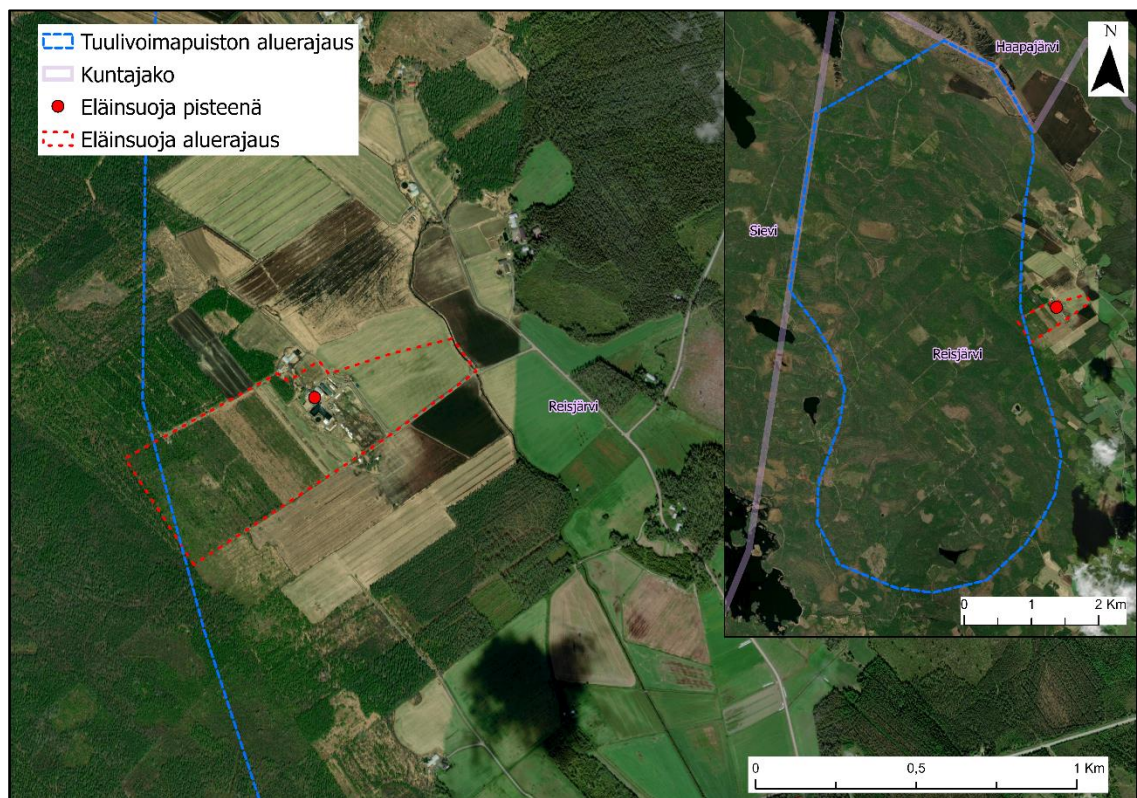 Tuulivoimapuiston aluerajaus
Kuntajako
Eläinsuoja pisteenä
Eläinsuoja aluerajaus
Reisjärvi
Haapajärvi
N
Sievi
Reisjärvi
0 1 2 Km
0 0,5 1 Km